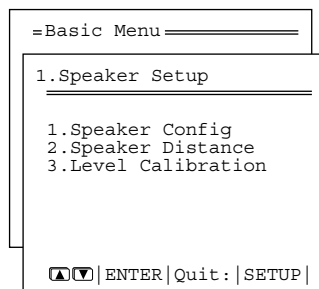 =Basic Menu
1.Speaker Setup
1.Speaker Config
2.Speaker Distance
3.Level Calibration
▲▼|ENTER|Quit:|SETUP|